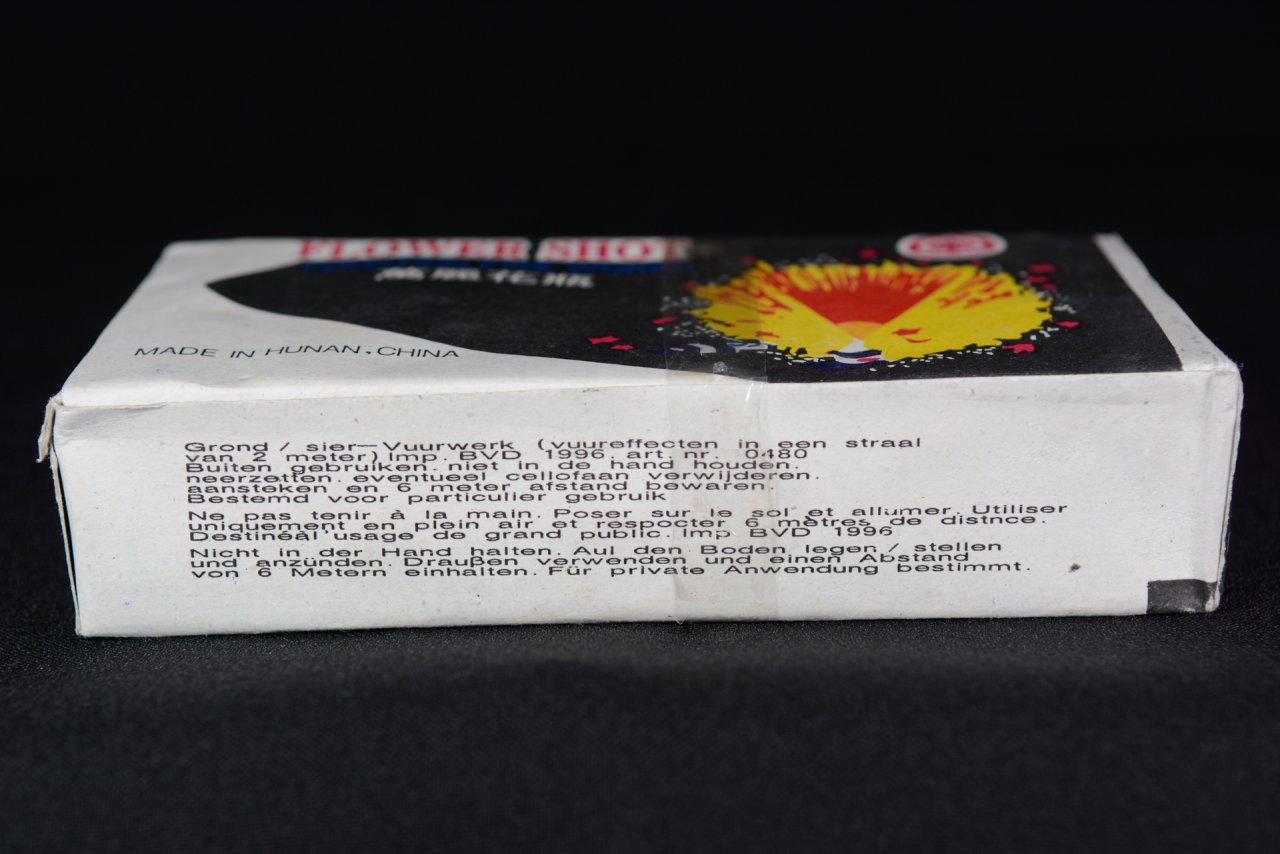 FLOWER SHOT
MADE IN HUNAN.CHINA
Grond / sier-Vuurwerk (vuureffecten in een straal
van 2 meter) Imp. BVD 1996. art. nr. 0480
Buiten gebruiken. niet in de hand houden.
neerzetten. eventueel cellofaan verwijderen.
aansteken en 6 meter afstand bewaren.
Bestemd voor particulier gebruik
Ne pas tenir à la main. Poser sur le sol et allumer. Utiliser
uniquement en plein air et respocter 6 mètres de distnce.
Destinéal'usage de grand public. Imp BVD 1996
Nicht in der Hand halten. Aul den Boden legen / stellen
und anzünden. Draußen verwenden und einen Abstand
von 6 Metern einhalten. Für private Anwendung bestimmt.